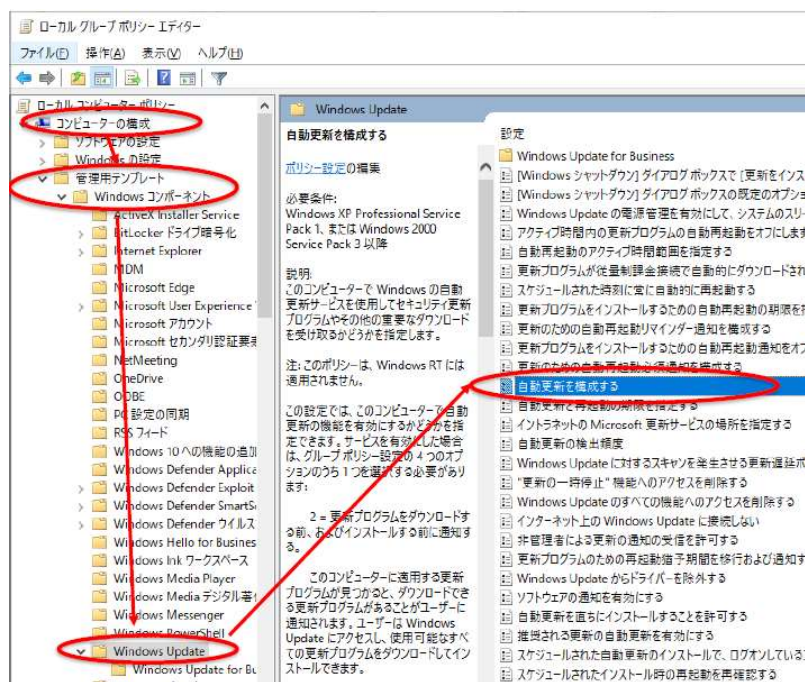 ローカル グループ ポリシー エディター
ファイル(F) 操作(A) 表示(V) ヘルプ(H)
ローカル コンピューター ポリシー
コンピューターの構成
ソフトウェアの設定
Windows の設定
管理用テンプレート
Windows コンポーネント
ActiveX Installer Service
BitLocker ドライブ暗号化
Internet Explorer
MDM
Microsoft Edge
Microsoft User Experience
Microsoft アカウント
Microsoft セカンダリ認証要素
NetMeeting
OneDrive
OOBE
PC 設定の同期
RSS フィード
Windows 10 への機能の追加
Windows Defender Applica
Windows Defender Exploit
Windows Defender SmartSc
Windows Defender ウイルス
Windows Hello for Busines
Windows Ink ワークスペース
Windows Media Player
Windows Media デジタル著作
Windows Messenger
Windows PowerShell
Windows Update
Windows Update for Bu
Windows Update
自動更新を構成する
ポリシー設定の編集
必要条件:
Windows XP Professional Service
Pack 1、または Windows 2000
Service Pack 3 以降
説明:
このコンピューターで Windows の自動
更新サービスを使用してセキュリティ更新
プログラムやその他の重要なダウンロード
を受け取るかどうかを指定します。
注: このポリシーは、Windows RT には
適用されません。
この設定では、このコンピューターで自動
更新の機能を有効にするかどうかを指
定できます。サービスを有効にした場合
は、グループ ポリシー設定の 4 つのオプ
ションのうち 1 つを選択する必要があり
ます:
2 = 更新プログラムをダウンロードす
る前、およびインストールする前に通知す
る。
このコンピューターに適用する更新
プログラムが見つかると、ダウンロードでき
る更新プログラムがあることがユーザーに
通知されます。ユーザーは Windows
Update にアクセスし、使用可能なすべ
ての更新プログラムをダウンロードしてイン
ストールできます。
設定
Windows Update for Business
[Windows シャットダウン] ダイアログ ボックスで [更新をインス
[Windows シャットダウン] ダイアログ ボックスの既定のオプショ
Windows Update の電源管理を有効にして、システムのスリー
アクティブ時間内の更新プログラムの自動再起動をオフにします
自動再起動のアクティブ時間範囲を指定する
更新プログラムが従量制課金接続で自動的にダウンロードされ
スケジュールされた時刻に常に自動的に再起動する
更新プログラムをインストールするための自動再起動の期限を指
更新のための自動再起動リマインダー通知を構成する
更新プログラムをインストールするための自動再起動通知をオフ
更新のための自動再起動必須通知を構成する
自動更新を構成する
自動更新と再起動の期限を指定する
イントラネットの Microsoft 更新サービスの場所を指定する
自動更新の検出頻度
Windows Update に対するスキャンを発生させる更新遅延ポ
"更新の一時停止" 機能へのアクセスを削除する
Windows Update のすべての機能へのアクセスを削除する
インターネット上の Windows Update に接続しない
非管理者による更新の通知の受信を許可する
更新プログラムのための再起動猶予期間を移行および通知す
Windows Update からドライバーを除外する
ソフトウェアの通知を有効にする
自動更新を直ちにインストールすることを許可する
推奨される更新の自動更新を有効にする
スケジュールされた自動更新のインストールで、ログオンしている
スケジュールされたインストール時の再起動を再確認する